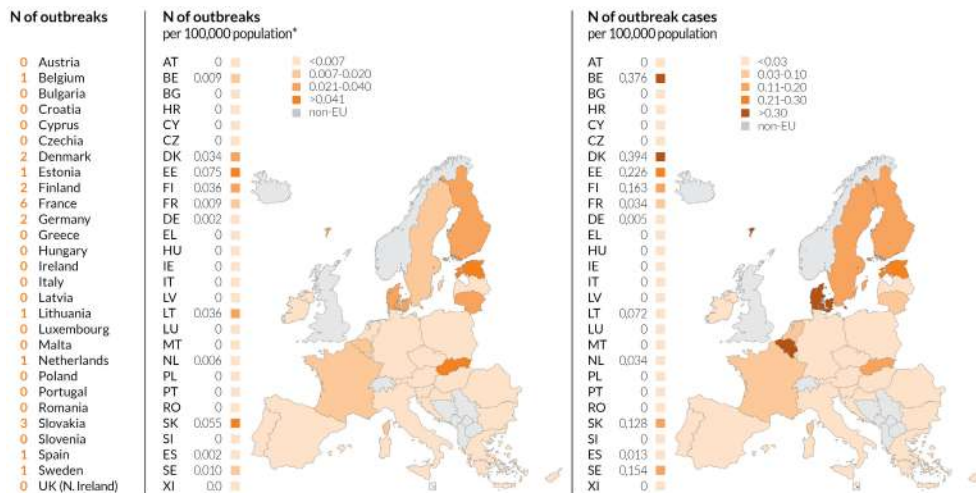 N of outbreaks
0 Austria
1 Belgium
0 Bulgaria
0 Croatia
0 Cyprus
0 Czechia
2 Denmark
1 Estonia
2 Finland
6 France
2 Germany
0 Greece
0 Hungary
0 Ireland
0 Italy
0 Latvia
1 Lithuania
0 Luxembourg
0 Malta
1 Netherlands
0 Poland
0 Portugal
0 Romania
3 Slovakia
0 Slovenia
1 Spain
1 Sweden
0 UK (N. Ireland)
N of outbreaks
per 100,000 population*
AT 0
BE 0.009
BG 0
HR 0
CY 0
CZ 0
DK 0.034
EE 0.075
FI 0.036
FR 0.009
DE 0.002
EL 0
HU 0
IE 0
IT 0
LV 0
LT 0.036
LU 0
MT 0
NL 0.006
PL 0
PT 0
RO 0
SK 0.055
SI 0
ES 0.002
SE 0.010
XI 0.0
<0.007
0.007-0.020
0.021-0.040
>0.041
non-EU
N of outbreak cases
per 100,000 population
AT 0
BE 0.376
BG 0
HR 0
CY 0
CZ 0
DK 0.394
EE 0.226
FI 0.163
FR 0.034
DE 0.005
EL 0
HU 0
IE 0
IT 0
LV 0
LT 0.072
LU 0
MT 0
NL 0.034
PL 0
PT 0
RO 0
SK 0.128
SI 0
ES 0.013
SE 0.154
XI 0
<0.03
0.03-0.10
0.11-0.20
0.21-0.30
>0.30
non-EU